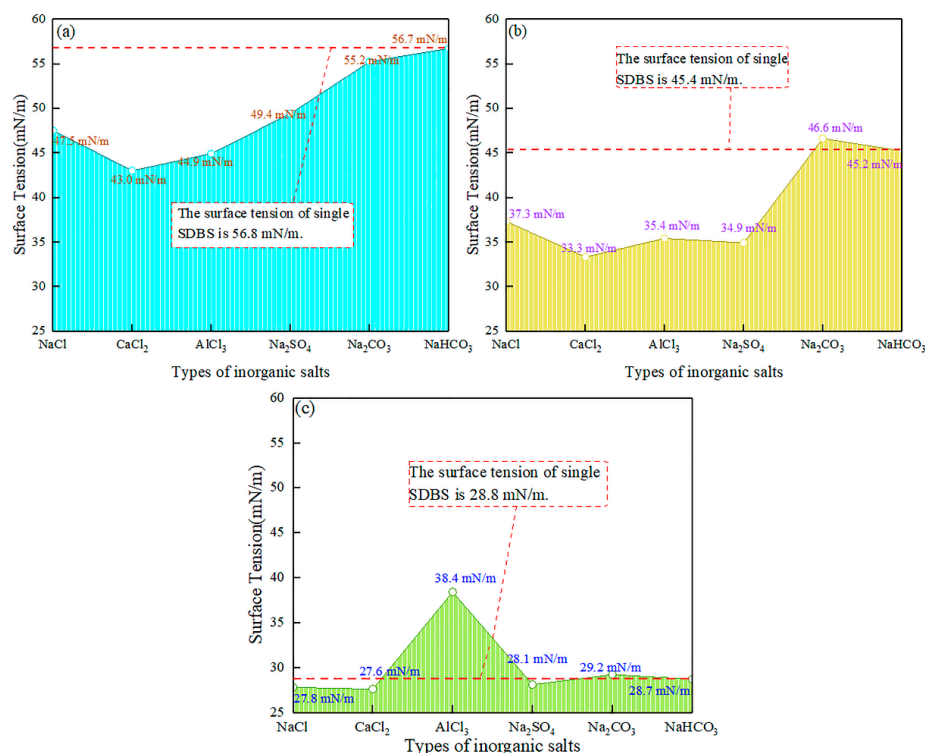 (a)
60
55
50
45
40
35
30
25
Surface Tension(mN/m)
47.5 mN/m
43.0 mN/m
44.9 mN/m
49.4 mN/m
55.2 mN/m
56.7 mN/m
The surface tension of single
SDBS is 56.8 mN/m.
NaCl CaCl₂ AlCl₃ Na₂SO₄ Na₂CO₃ NaHCO₃
Types of inorganic salts
(b)
60
55
50
45
40
35
30
25
Surface Tension(mN/m)
The surface tension of single
SDBS is 45.4 mN/m.
37.3 mN/m
33.3 mN/m
35.4 mN/m
34.9 mN/m
46.6 mN/m
45.2 mN/m
NaCl CaCl₂ AlCl₃ Na₂SO₄ Na₂CO₃ NaHCO₃
Types of inorganic salts
(c)
60
55
50
45
40
35
30
25
Surface Tension(mN/m)
The surface tension of single
SDBS is 28.8 mN/m.
27.8 mN/m
27.6 mN/m
38.4 mN/m
28.1 mN/m
29.2 mN/m
28.7 mN/m
NaCl CaCl₂ AlCl₃ Na₂SO₄ Na₂CO₃ NaHCO₃
Types of inorganic salts